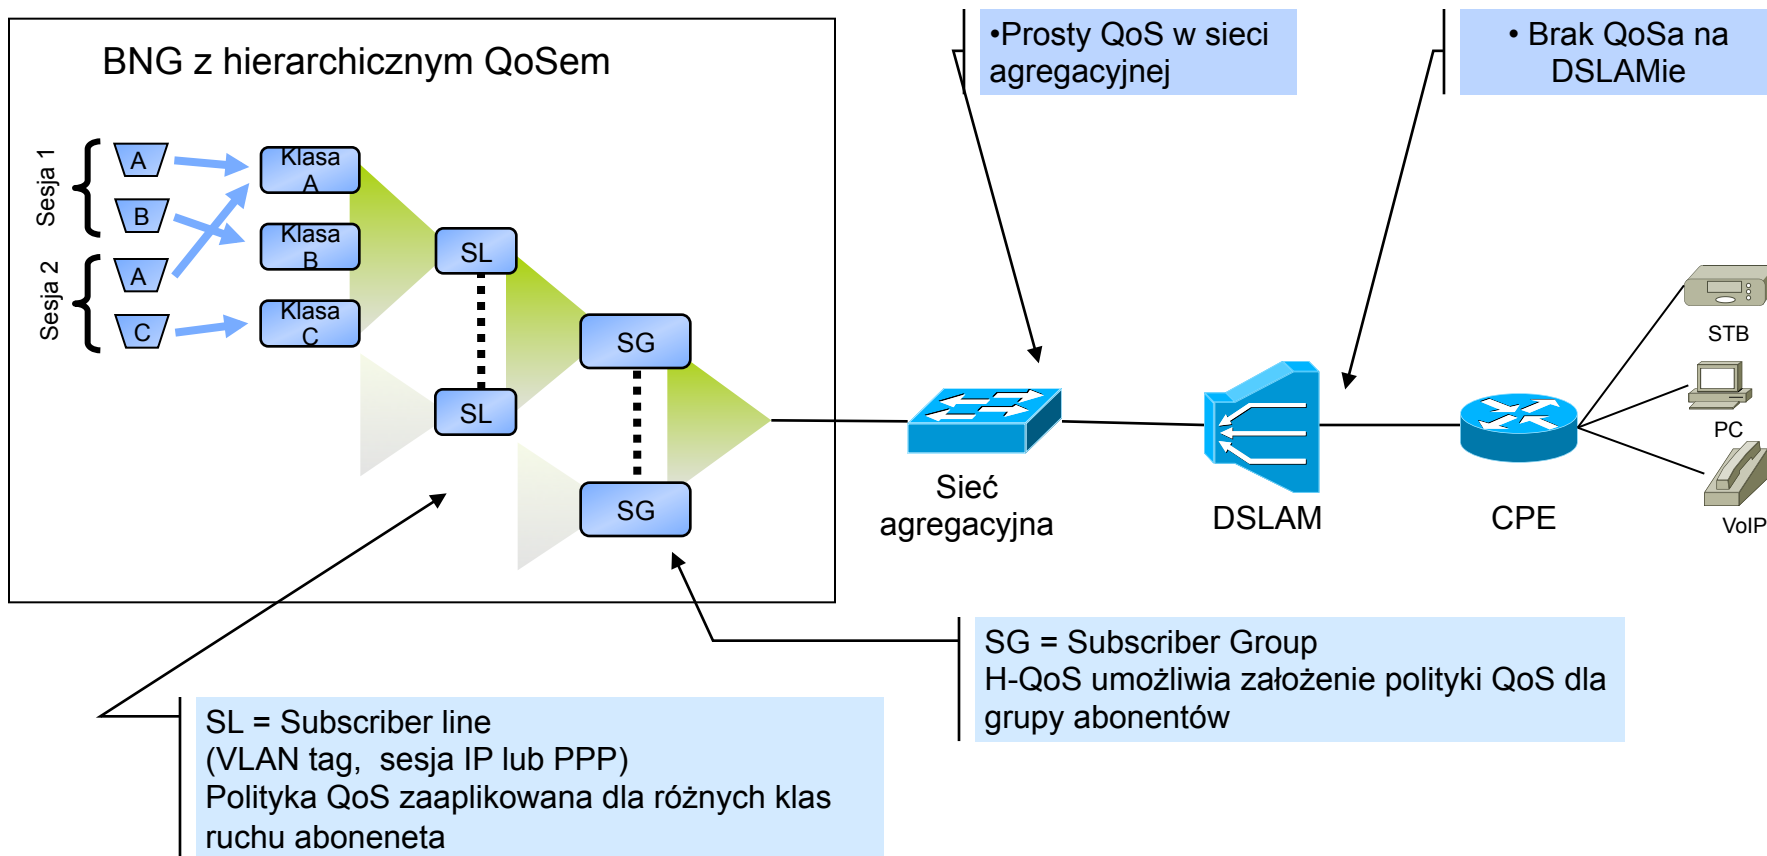 BNG z hierarchicznym QoSem
•Prosty QoS w sieci
agregacyjnej
• Brak QoSa na
DSLAMie
Sesja 1
A
B
Sesja 2
A
C
Klasa
A
Klasa
B
Klasa
C
SL
SL
SG
SG
Sieć
agregacyjna
DSLAM
CPE
STB
PC
VoIP
SG = Subscriber Group
H-QoS umożliwia założenie polityki QoS dla
grupy abonentów
SL = Subscriber line
(VLAN tag,  sesja IP lub PPP)
Polityka QoS zaaplikowana dla różnych klas
ruchu aboneneta